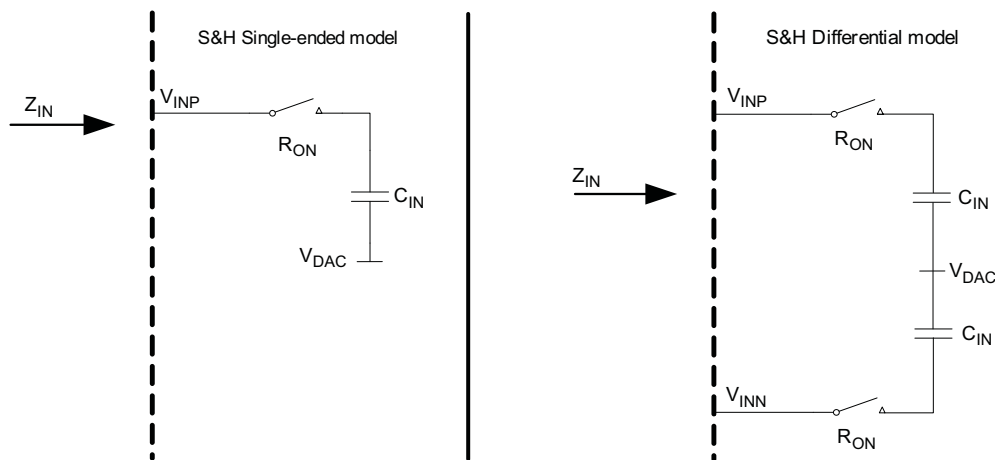 S&H Single-ended model
Z_IN
V_INP
R_ON
C_IN
V_DAC
S&H Differential model
V_INP
R_ON
Z_IN
C_IN
V_DAC
C_IN
V_INN
R_ON